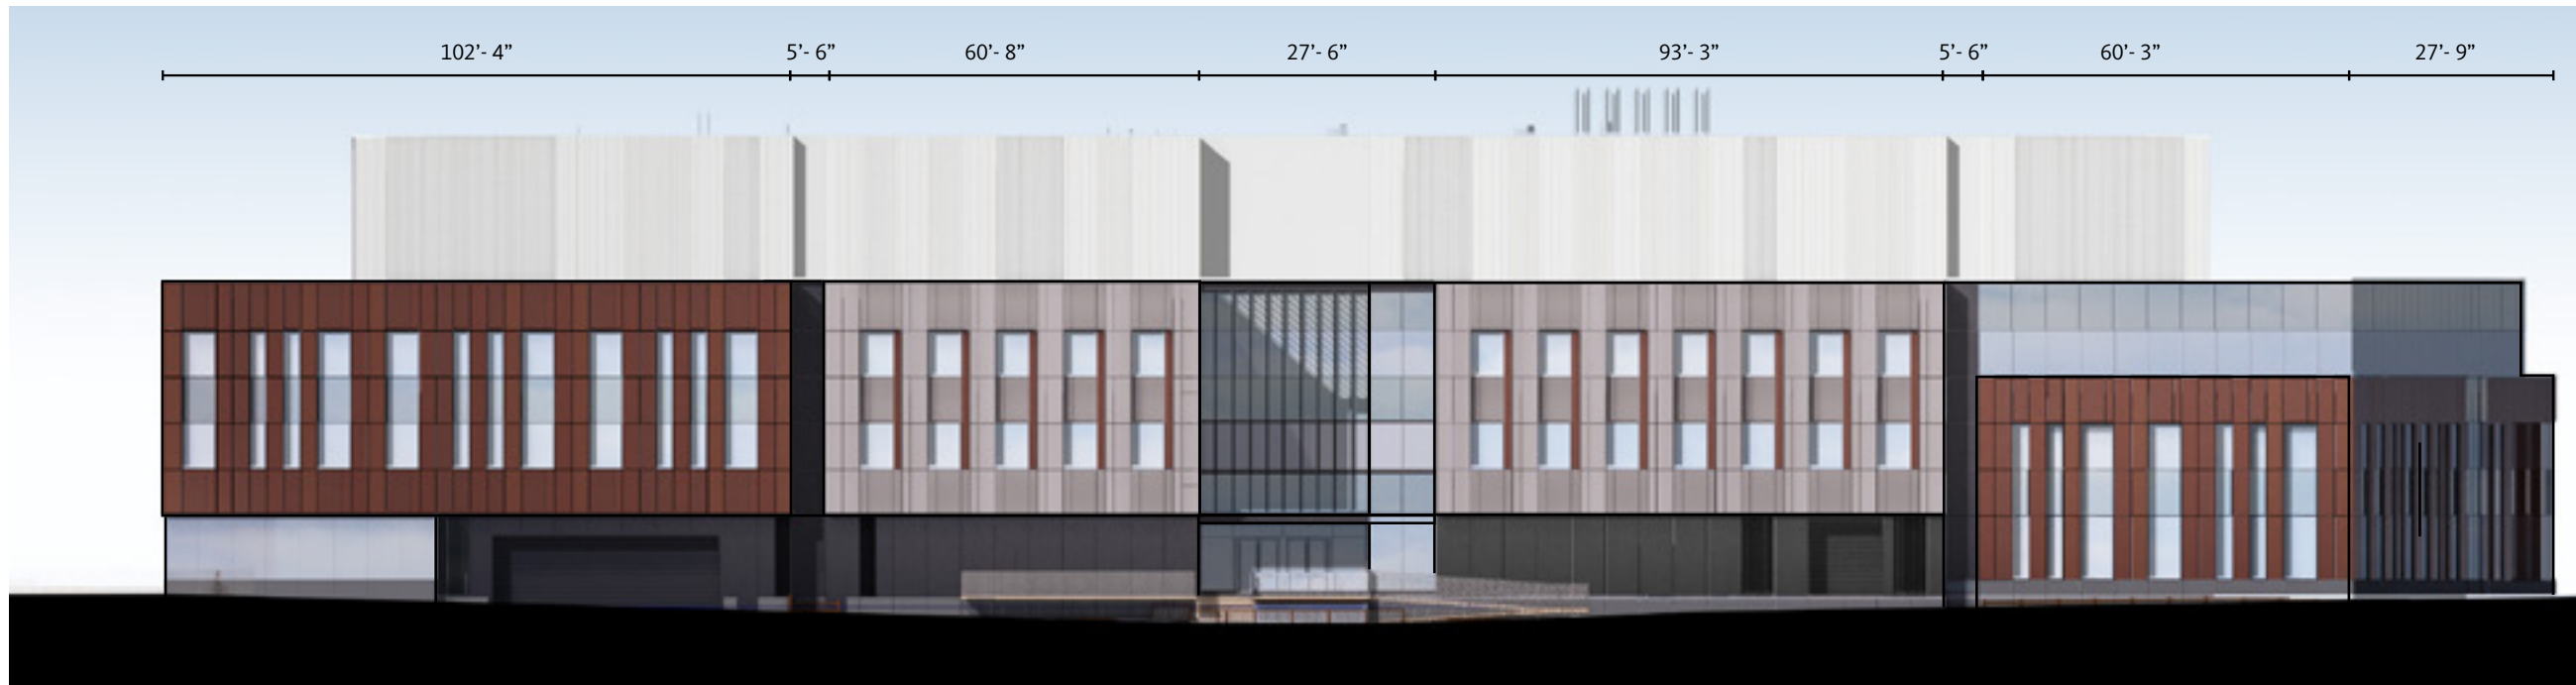 102’- 4” 5’- 6” 60’- 8” 27’- 6” 93’- 3” 5’- 6” 60’- 3” 27’- 9”